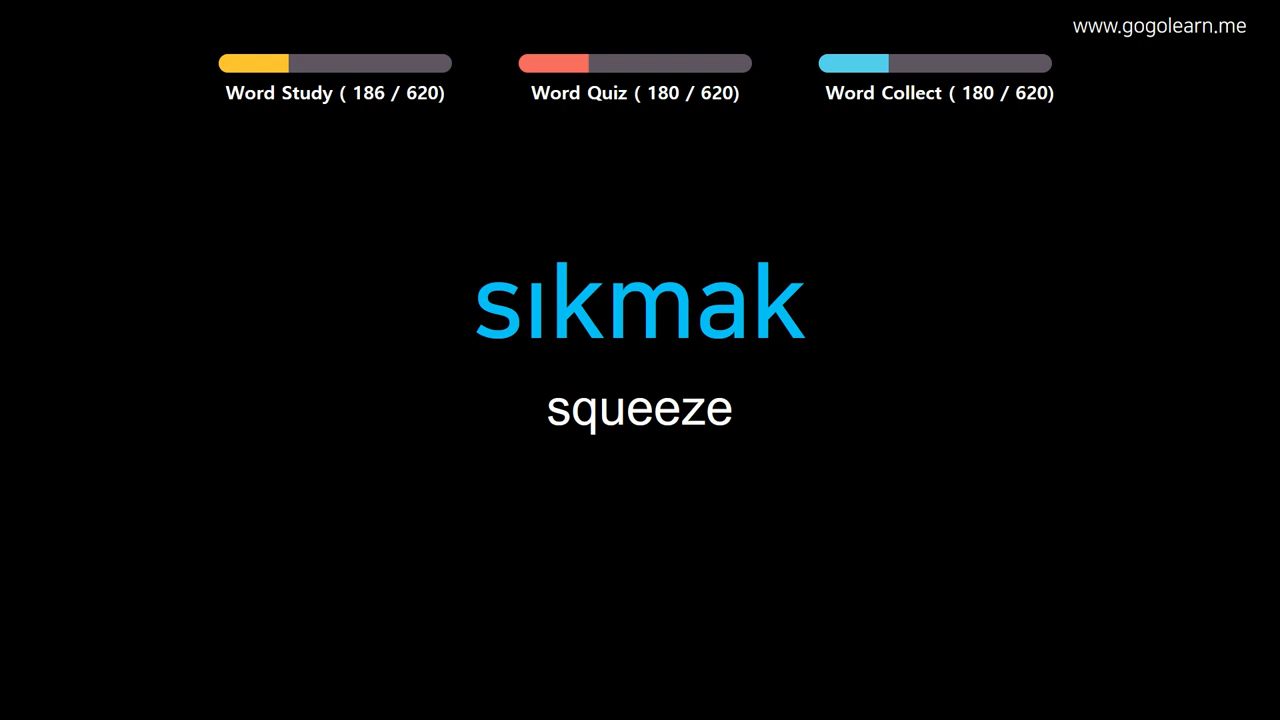 www.gogolearn.me
Word Study ( 186 / 620)
Word Quiz ( 180 / 620)
Word Collect ( 180 / 620)
sıkmak
squeeze